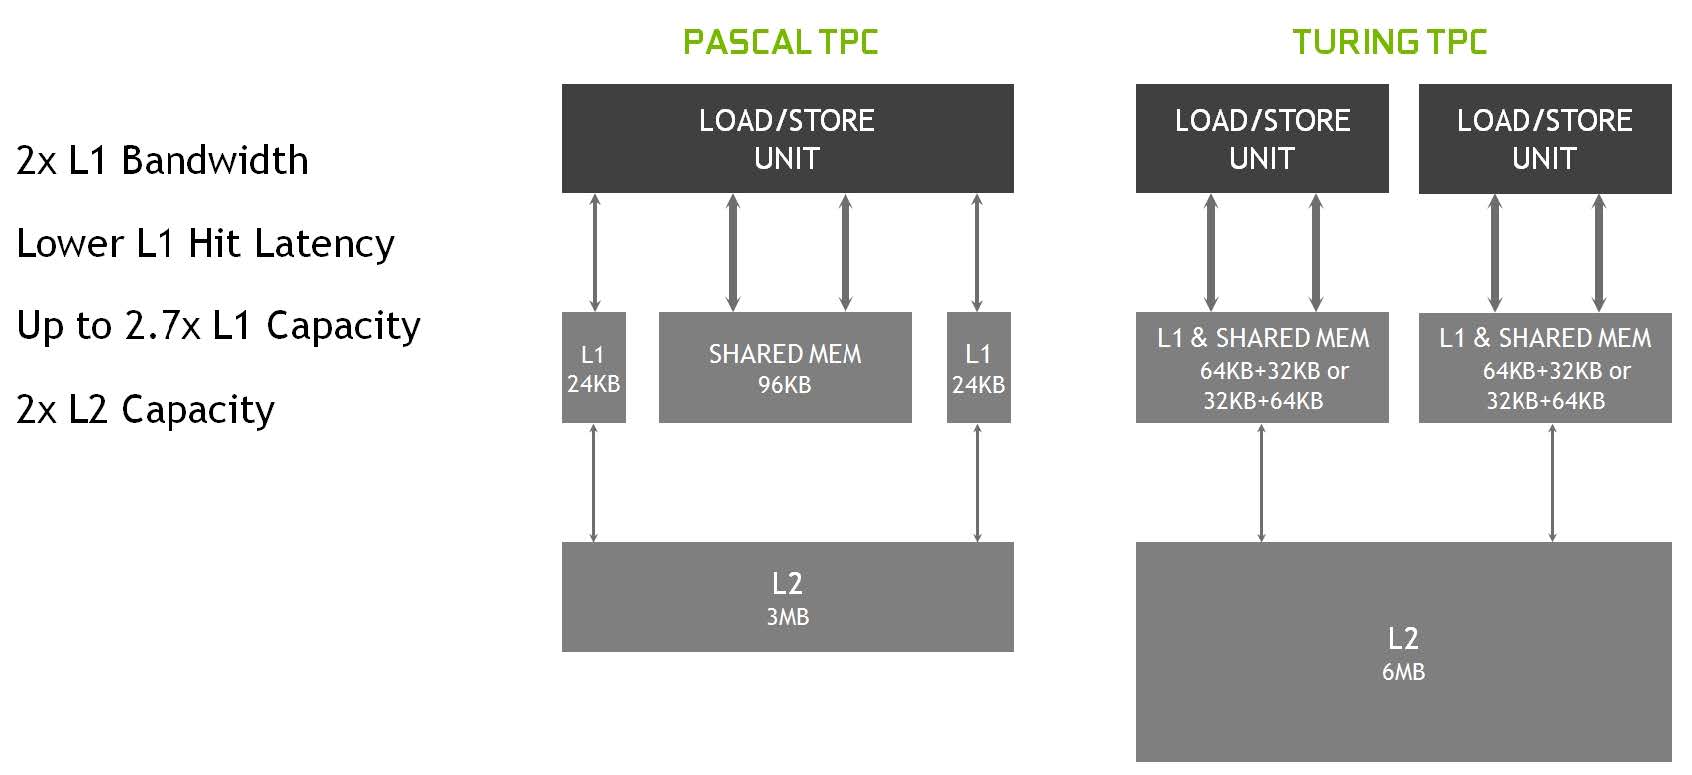 PASCAL TPC
TURING TPC
2x L1 Bandwidth
Lower L1 Hit Latency
Up to 2.7x L1 Capacity
2x L2 Capacity
LOAD/STORE
UNIT
L1
24KB
SHARED MEM
96KB
L1
24KB
L2
3MB
LOAD/STORE
UNIT
LOAD/STORE
UNIT
L1 & SHARED MEM
64KB+32KB or
32KB+64KB
L1 & SHARED MEM
64KB+32KB or
32KB+64KB
L2
6MB